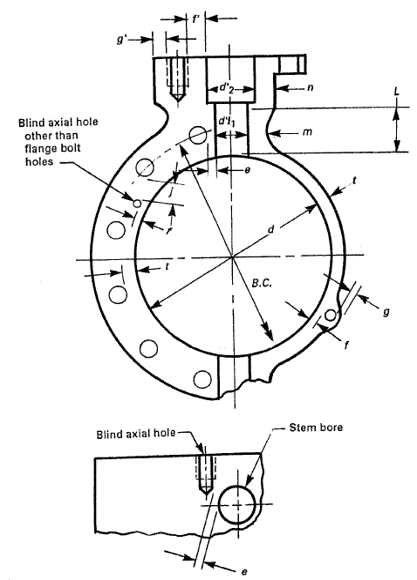 f'
g'
d'2
n
L
d'1
m
Blind axial hole
other than
flange bolt
holes
e
j
t
r
d
t
B.C.
g
f
Blind axial hole
Stem bore
e